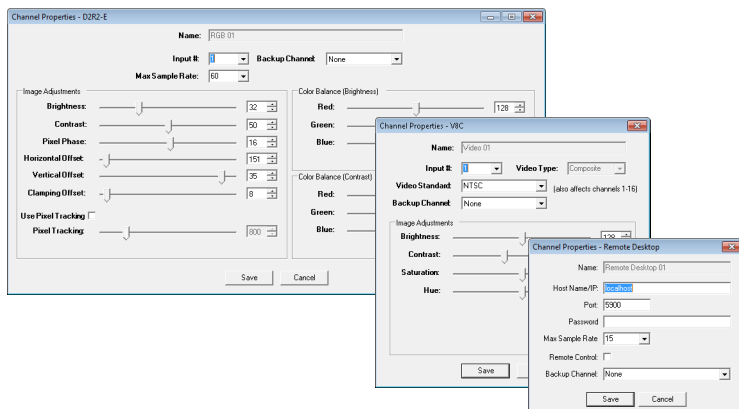 Channel Properties - D2R2-E
Name: RGB 01
Input #: 1 Backup Channel: None
Max Sample Rate: 60
Image Adjustments
Brightness: 32
Contrast: 50
Pixel Phase: 16
Horizontal Offset: 151
Vertical Offset: 35
Clamping Offset: 8
Use Pixel Tracking
Pixel Tracking: 800
Color Balance (Brightness)
Red: 128
Green:
Blue:
Color Balance (Contrast)
Red:
Green:
Blue:
Save Cancel
Channel Properties - V8C
Name: Video 01
Input #: 1 Video Type: Composite
Video Standard: NTSC (also affects channels 1-16)
Backup Channel: None
Image Adjustments
Brightness: 128
Contrast:
Saturation:
Hue:
Save
Channel Properties - Remote Desktop
Name: Remote Desktop 01
Host Name/IP: localhost
Port: 5900
Password
Max Sample Rate 15
Remote Control:
Backup Channel: None
Save Cancel